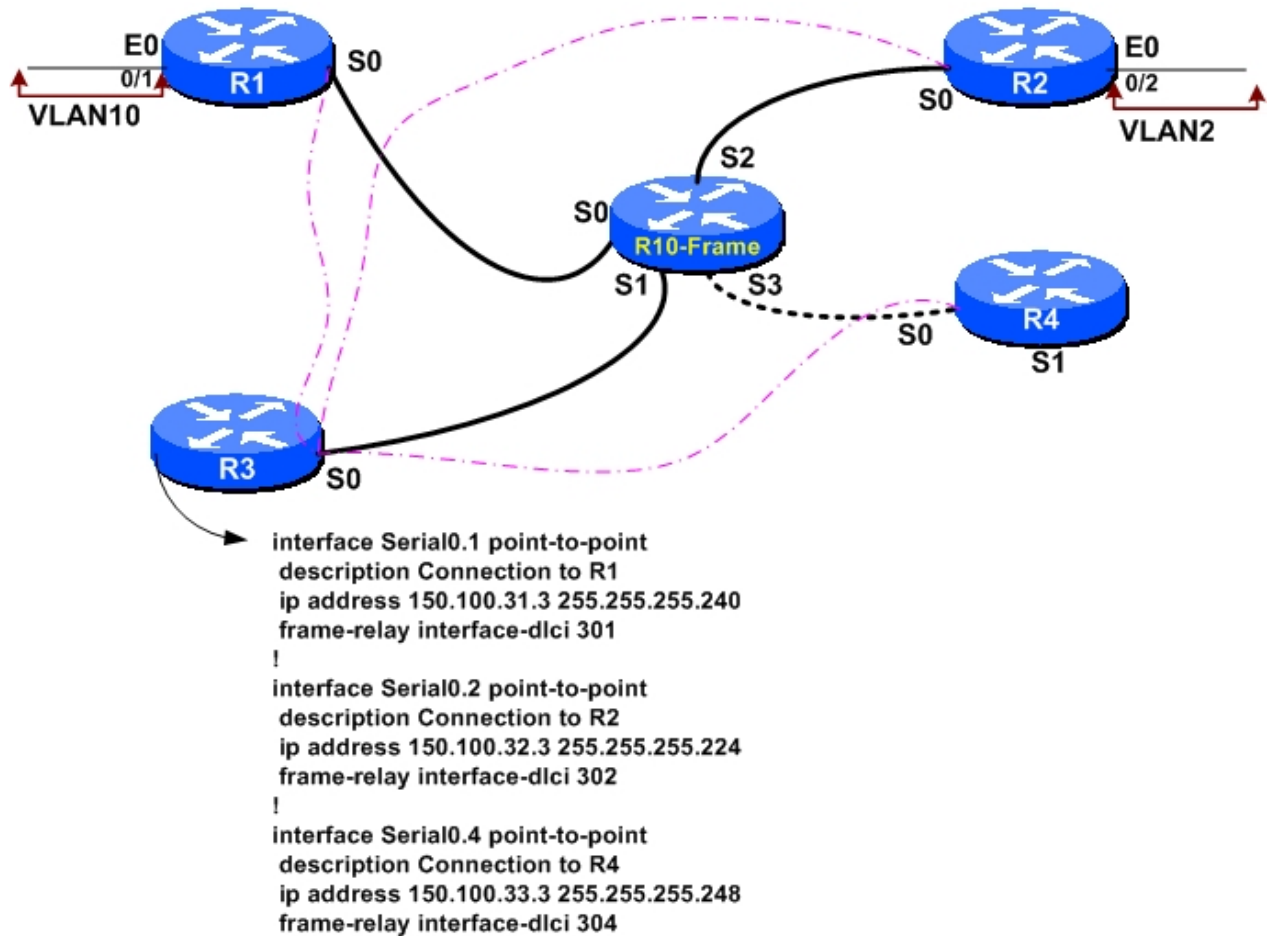 E0
0/1
R1
S0
VLAN10
R2
E0
0/2
S0
VLAN2
S2
S0
R10-Frame
S1
S3
R4
S0
S1
R3
S0
interface Serial0.1 point-to-point
description Connection to R1
ip address 150.100.31.3 255.255.255.240
frame-relay interface-dlci 301
!
interface Serial0.2 point-to-point
description Connection to R2
ip address 150.100.32.3 255.255.255.224
frame-relay interface-dlci 302
!
interface Serial0.4 point-to-point
description Connection to R4
ip address 150.100.33.3 255.255.255.248
frame-relay interface-dlci 304